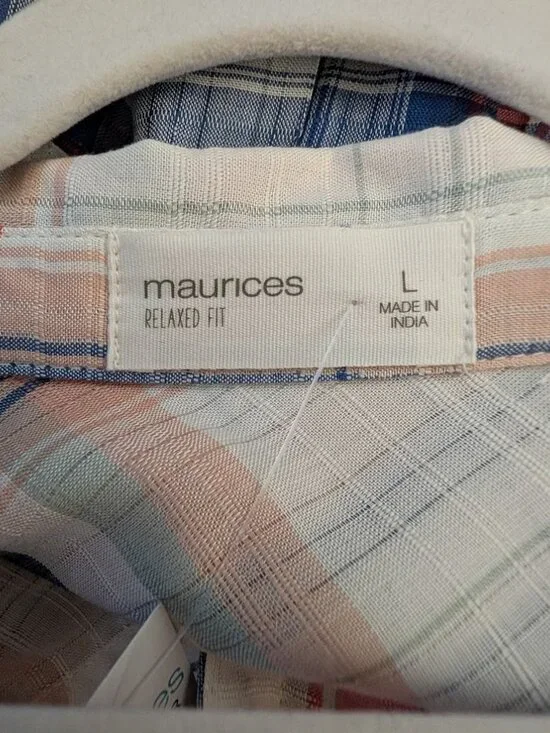 maurices
RELAXED FIT
L
MADE IN
INDIA